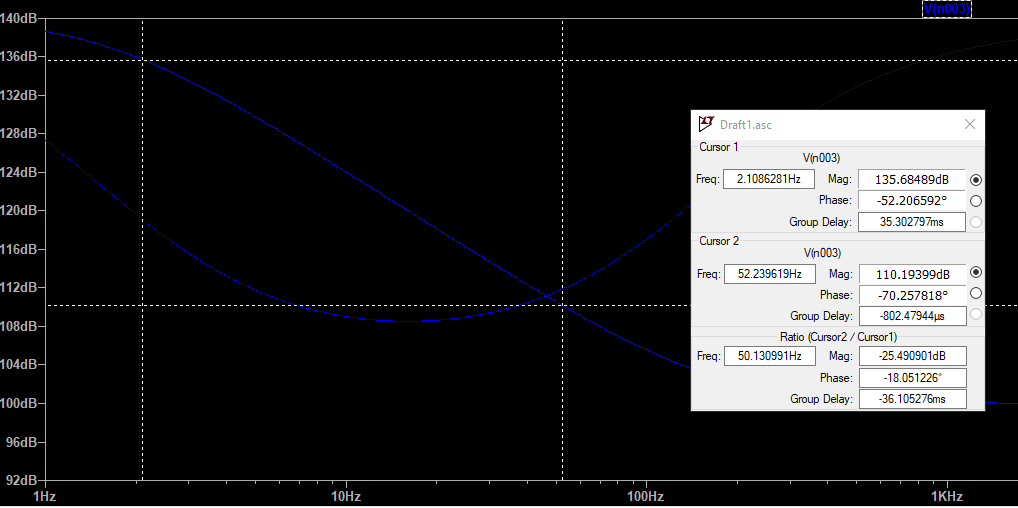 V(n003)
140dB
136dB
132dB
128dB
124dB
120dB
116dB
112dB
108dB
104dB
100dB
96dB
92dB
1Hz 10Hz 100Hz 1KHz
Draft1.asc
Cursor 1
V(n003)
Freq: 2.1086281Hz Mag: 135.68489dB
Phase: -52.206592°
Group Delay: 35.302797ms
Cursor 2
V(n003)
Freq: 52.239619Hz Mag: 110.19399dB
Phase: -70.257818°
Group Delay: -802.47944µs
Ratio (Cursor2 / Cursor1)
Freq: 50.130991Hz Mag: -25.490901dB
Phase: -18.051226°
Group Delay: -36.105276ms